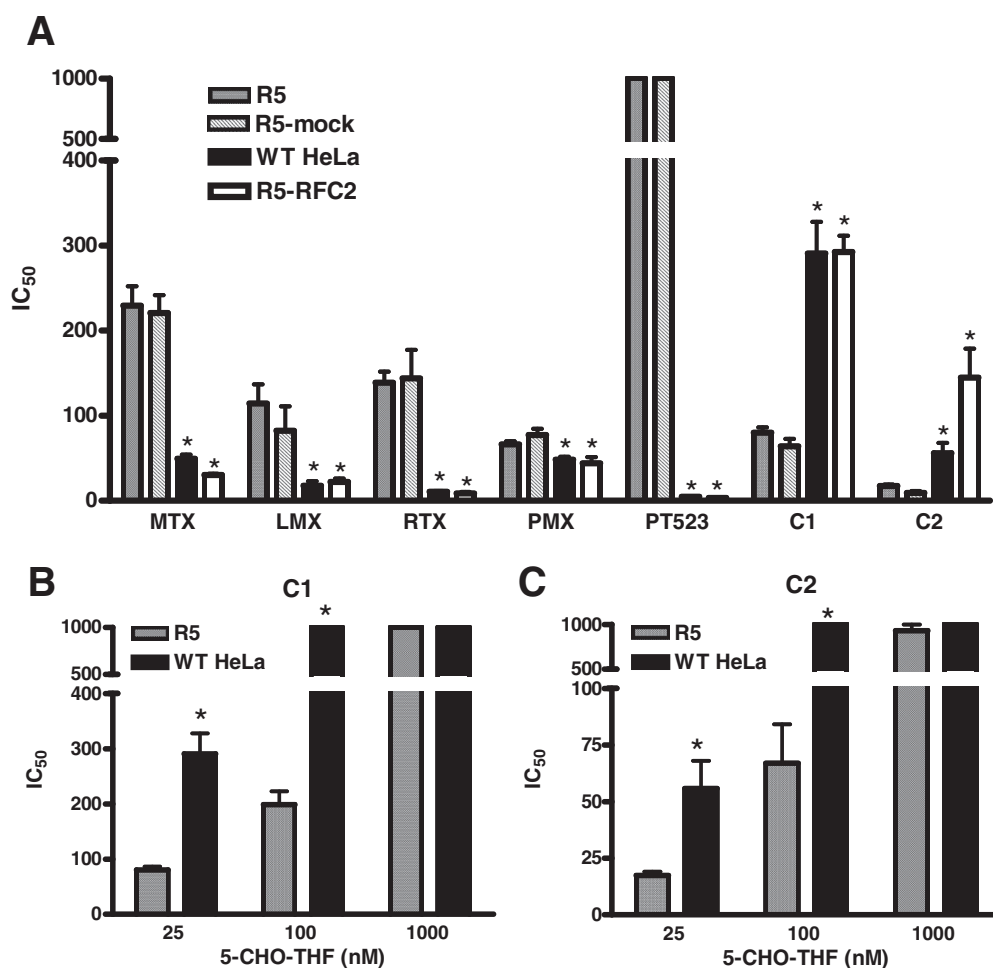 A
1000
500
400
300
200
100
0
IC50
R5
R5-mock
WT HeLa
R5-RFC2
* * * * * * * * * * * * * *
MTX LMX RTX PMX PT523 C1 C2
B
C1
1000
500
400
300
200
100
0
IC50
R5
WT HeLa
* *
25 100 1000
5-CHO-THF (nM)
C
C2
1000
500
100
75
50
25
0
IC50
R5
WT HeLa
* *
25 100 1000
5-CHO-THF (nM)